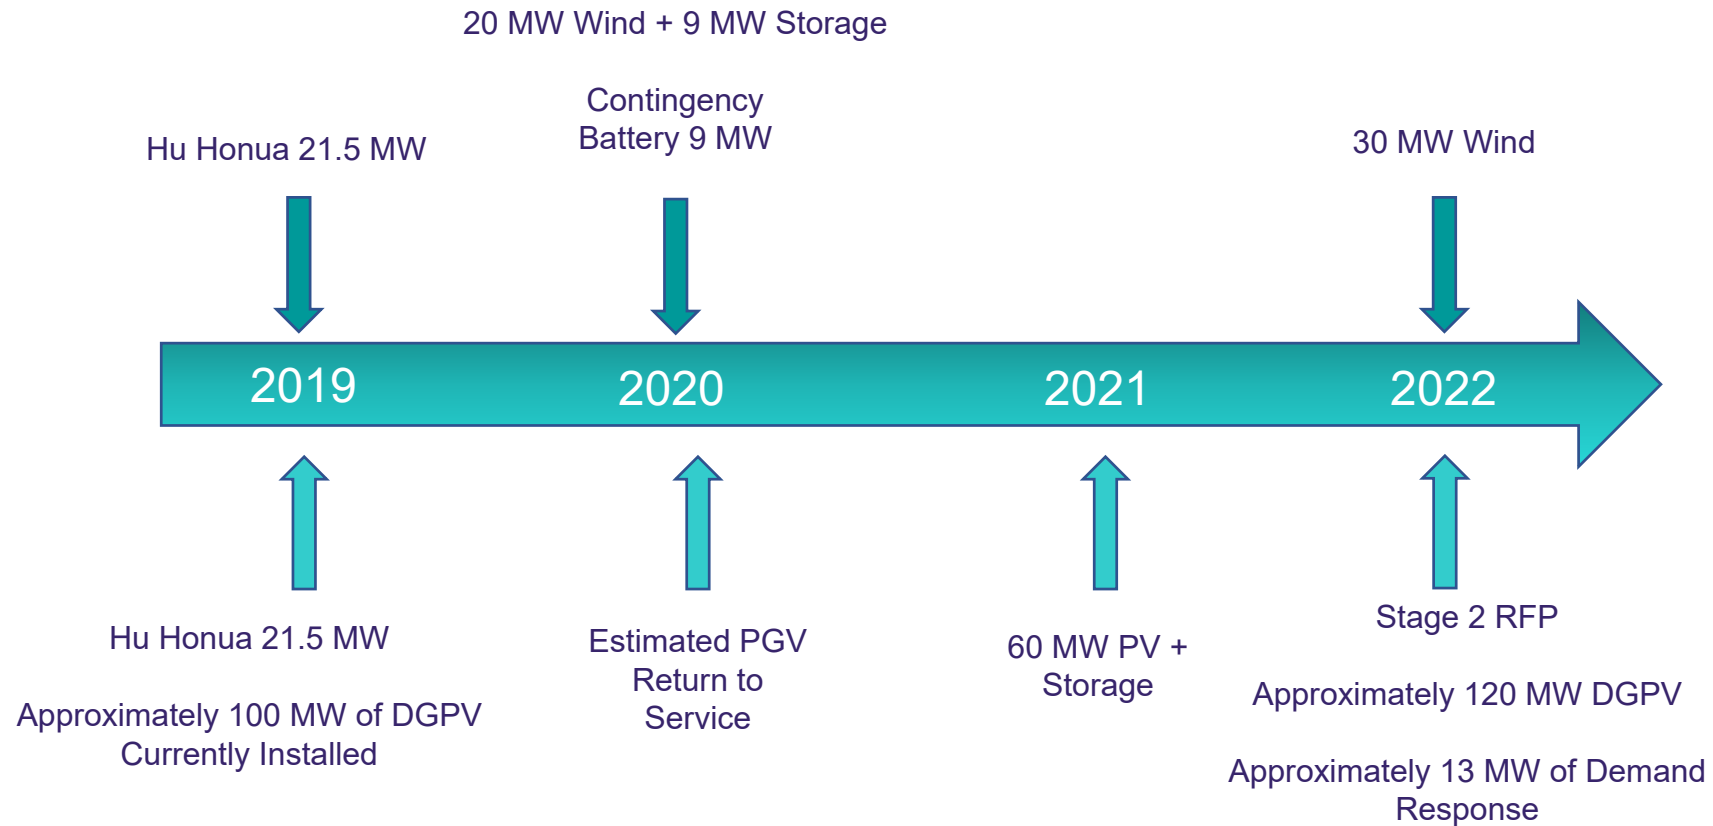 20 MW Wind + 9 MW Storage
Contingency
Battery 9 MW
Hu Honua 21.5 MW
30 MW Wind
2019
2020
2021
2022
Hu Honua 21.5 MW
Approximately 100 MW of DGPV
Currently Installed
Estimated PGV
Return to
Service
60 MW PV +
Storage
Stage 2 RFP
Approximately 120 MW DGPV
Approximately 13 MW of Demand
Response